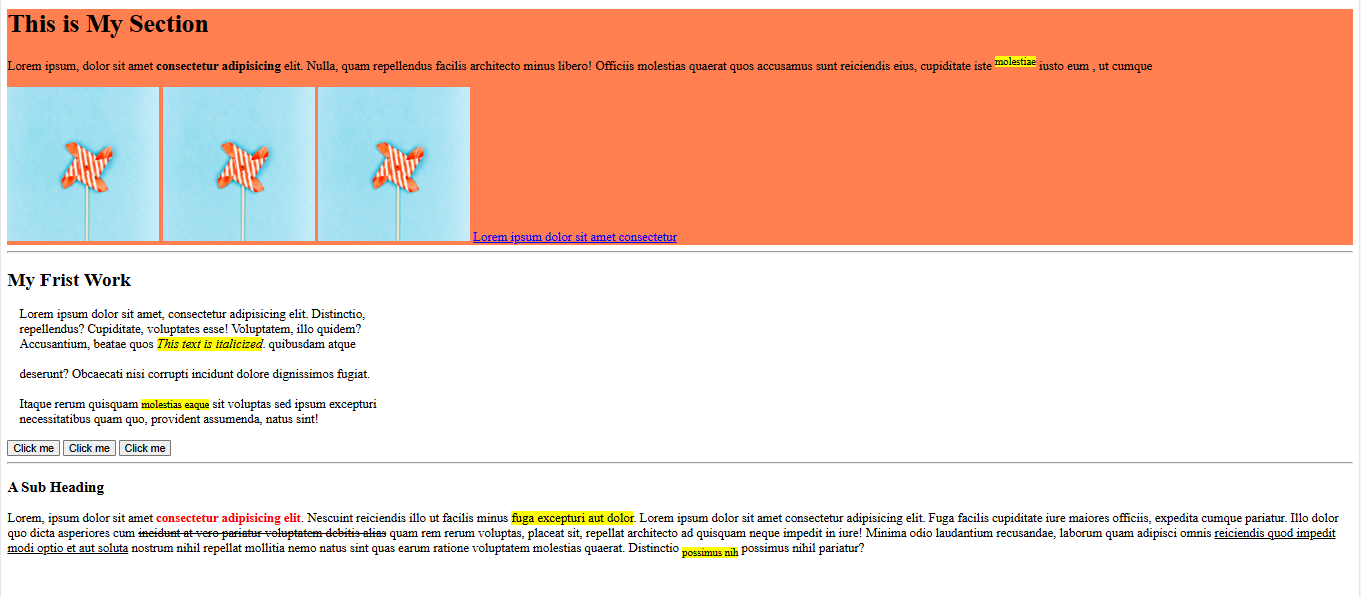 This is My Section
Lorem ipsum, dolor sit amet consectetur adipisicing elit. Nulla, quam repellendus facilis architecto minus libero! Officiis molestias quaerat quos accusamus sunt reiciendis eius, cupiditate iste molestiae iusto eum , ut cumque
Lorem ipsum dolor sit amet consectetur
My Frist Work
Lorem ipsum dolor sit amet, consectetur adipisicing elit. Distinctio,
repellendus? Cupiditate, voluptates esse! Voluptatem, illo quidem?
Accusantium, beatae quos This text is italicized. quibusdam atque
deserunt? Obcaecati nisi corrupti incidunt dolore dignissimos fugiat.
Itaque rerum quisquam molestias eaque sit voluptas sed ipsum excepturi
necessitatibus quam quo, provident assumenda, natus sint!
Click me Click me Click me
A Sub Heading
Lorem, ipsum dolor sit amet consectetur adipisicing elit. Nescuint reiciendis illo ut facilis minus fuga excepturi aut dolor. Lorem ipsum dolor sit amet consectetur adipisicing elit. Fuga facilis cupiditate iure maiores officiis, expedita cumque pariatur. Illo dolor
quo dicta asperiores cum incidunt at vero pariatur voluptatem debitis alias quam rem rerum voluptas, placeat sit, repellat architecto ad quisquam neque impedit in iure! Minima odio laudantium recusandae, laborum quam adipisci omnis reiciendis quod impedit
modi optio et aut soluta nostrum nihil repellat mollitia nemo natus sint quas earum ratione voluptatem molestias quaerat. Distinctio possimus nih possimus nihil pariatur?